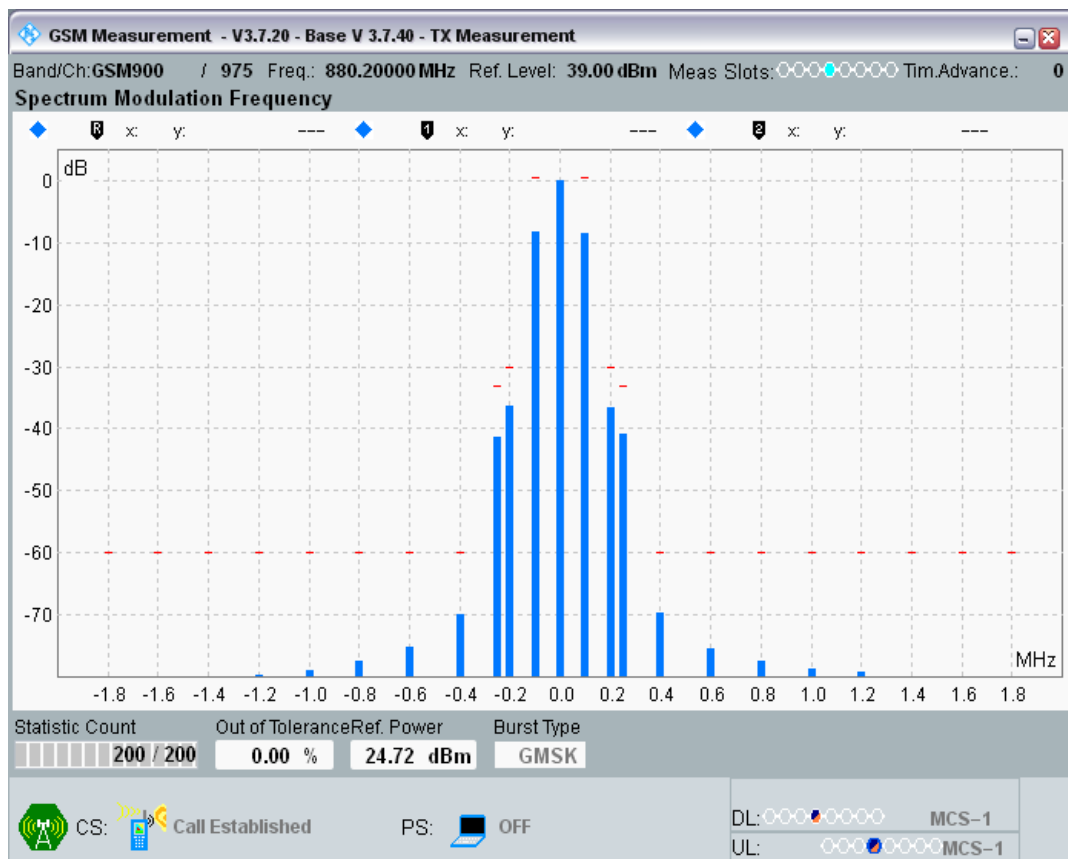 GSM Measurement - V3.7.20 - Base V 3.7.40 - TX Measurement
Band/Ch:GSM900 / 975 Freq.: 880.20000 MHz Ref. Level: 39.00 dBm Meas Slots: Tim.Advance.: 0
Spectrum Modulation Frequency
R x: y: --- 1 x: y: --- 2 x: y: ---
dB
0
-10
-20
-30
-40
-50
-60
-70
MHz
-1.8 -1.6 -1.4 -1.2 -1.0 -0.8 -0.6 -0.4 -0.2 0.0 0.2 0.4 0.6 0.8 1.0 1.2 1.4 1.6 1.8
Statistic Count Out of Tolerance Ref. Power Burst Type
200 / 200 0.00 % 24.72 dBm GMSK
CS: Call Established PS: OFF
DL: MCS-1
UL: MCS-1